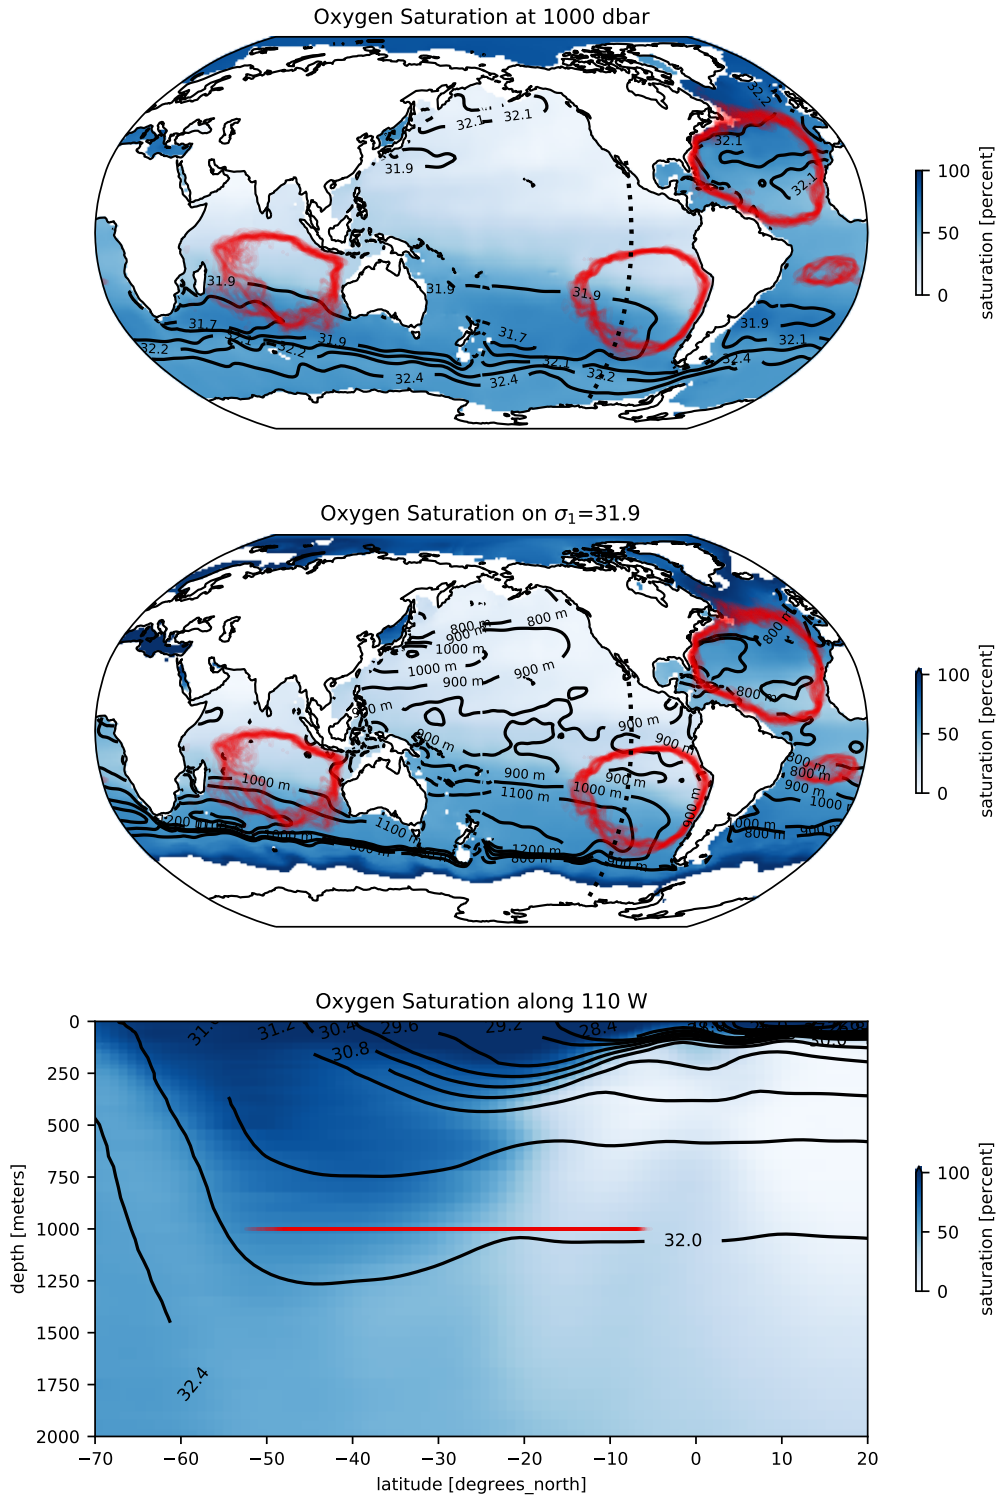 Oxygen Saturation at 1000 dbar
32.2
32.1
32.1
32.1
31.9
32.1
31.9
31.9
31.9
31.7
32.1
31.9
32.2
32.2
31.7
32.1
32.2
31.9
32.1
32.4
32.4
32.4
100
50
0
saturation [percent]
Oxygen Saturation on σ₁=31.9
800 m
800 m
900 m
1000 m
1000 m
900 m
900 m
800 m
800 m
900 m
900 m
900 m
900 m
900 m
900 m
1000 m
1000 m
1100 m
900 m
800 m
800 m
900 m
1000 m
1200 m
1000 m
1100 m
1200 m
800 m
900 m
1000 m
800 m
900 m
100
50
0
saturation [percent]
Oxygen Saturation along 110 W
31.2
30.4
29.6
29.2
28.4
30.8
32.0
32.4
0
250
500
750
1000
1250
1500
1750
2000
depth [meters]
−70
−60
−50
−40
−30
−20
−10
0
10
20
latitude [degrees_north]
100
50
0
saturation [percent]